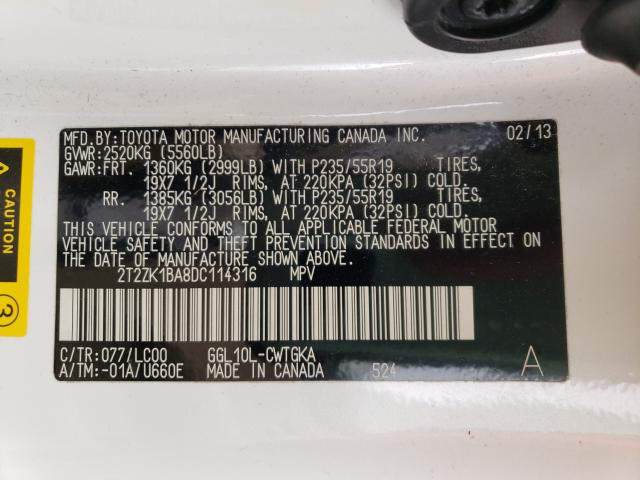 MFD.BY:TOYOTA MOTOR MANUFACTURING CANADA INC. 02/13
GVWR:2520KG (5560LB)
GAWR:FRT. 1360KG (2999LB) WITH P235/55R19 TIRES,
19X7 1/2J RIMS, AT 220KPA (32PSI) COLD.
RR. 1385KG (3056LB) WITH P235/55R19 TIRES,
19X7 1/2J RIMS, AT 220KPA (32PSI) COLD.
THIS VEHICLE CONFORMS TO ALL APPLICABLE FEDERAL MOTOR
VEHICLE SAFETY AND THEFT PREVENTION STANDARDS IN EFFECT ON
THE DATE OF MANUFACTURE SHOWN ABOVE.
2T2ZK1BA8DC114316 MPV
C/TR:077/LC00 GGL10L-CWTGKA
A/TM:-01A/U660E MADE IN CANADA 524 A
CAUTION
3